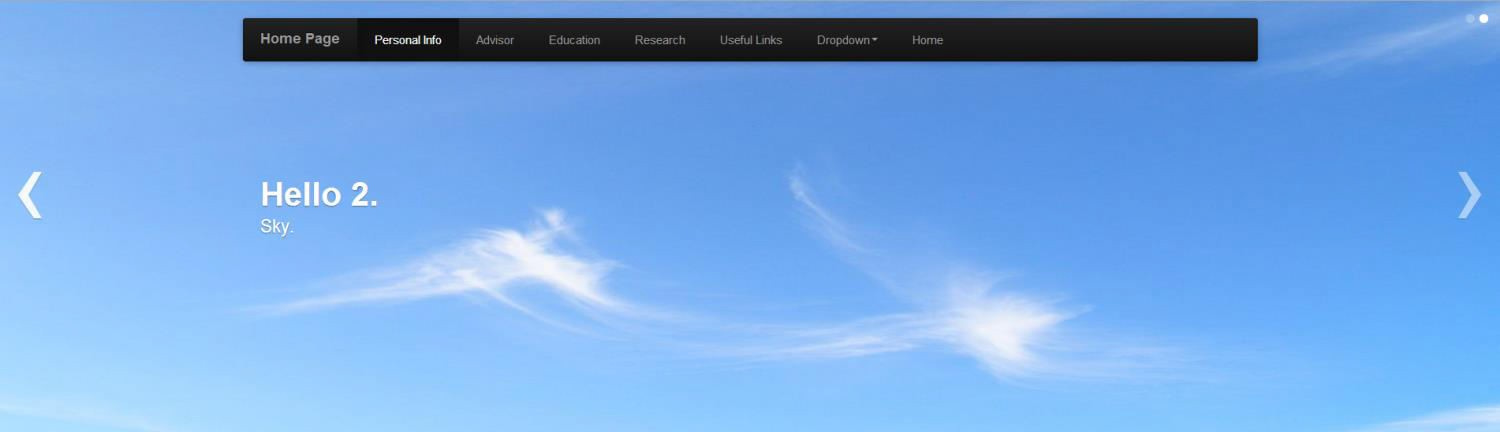 Home Page Personal Info Advisor Education Research Useful Links Dropdown Home
Hello 2.
Sky.